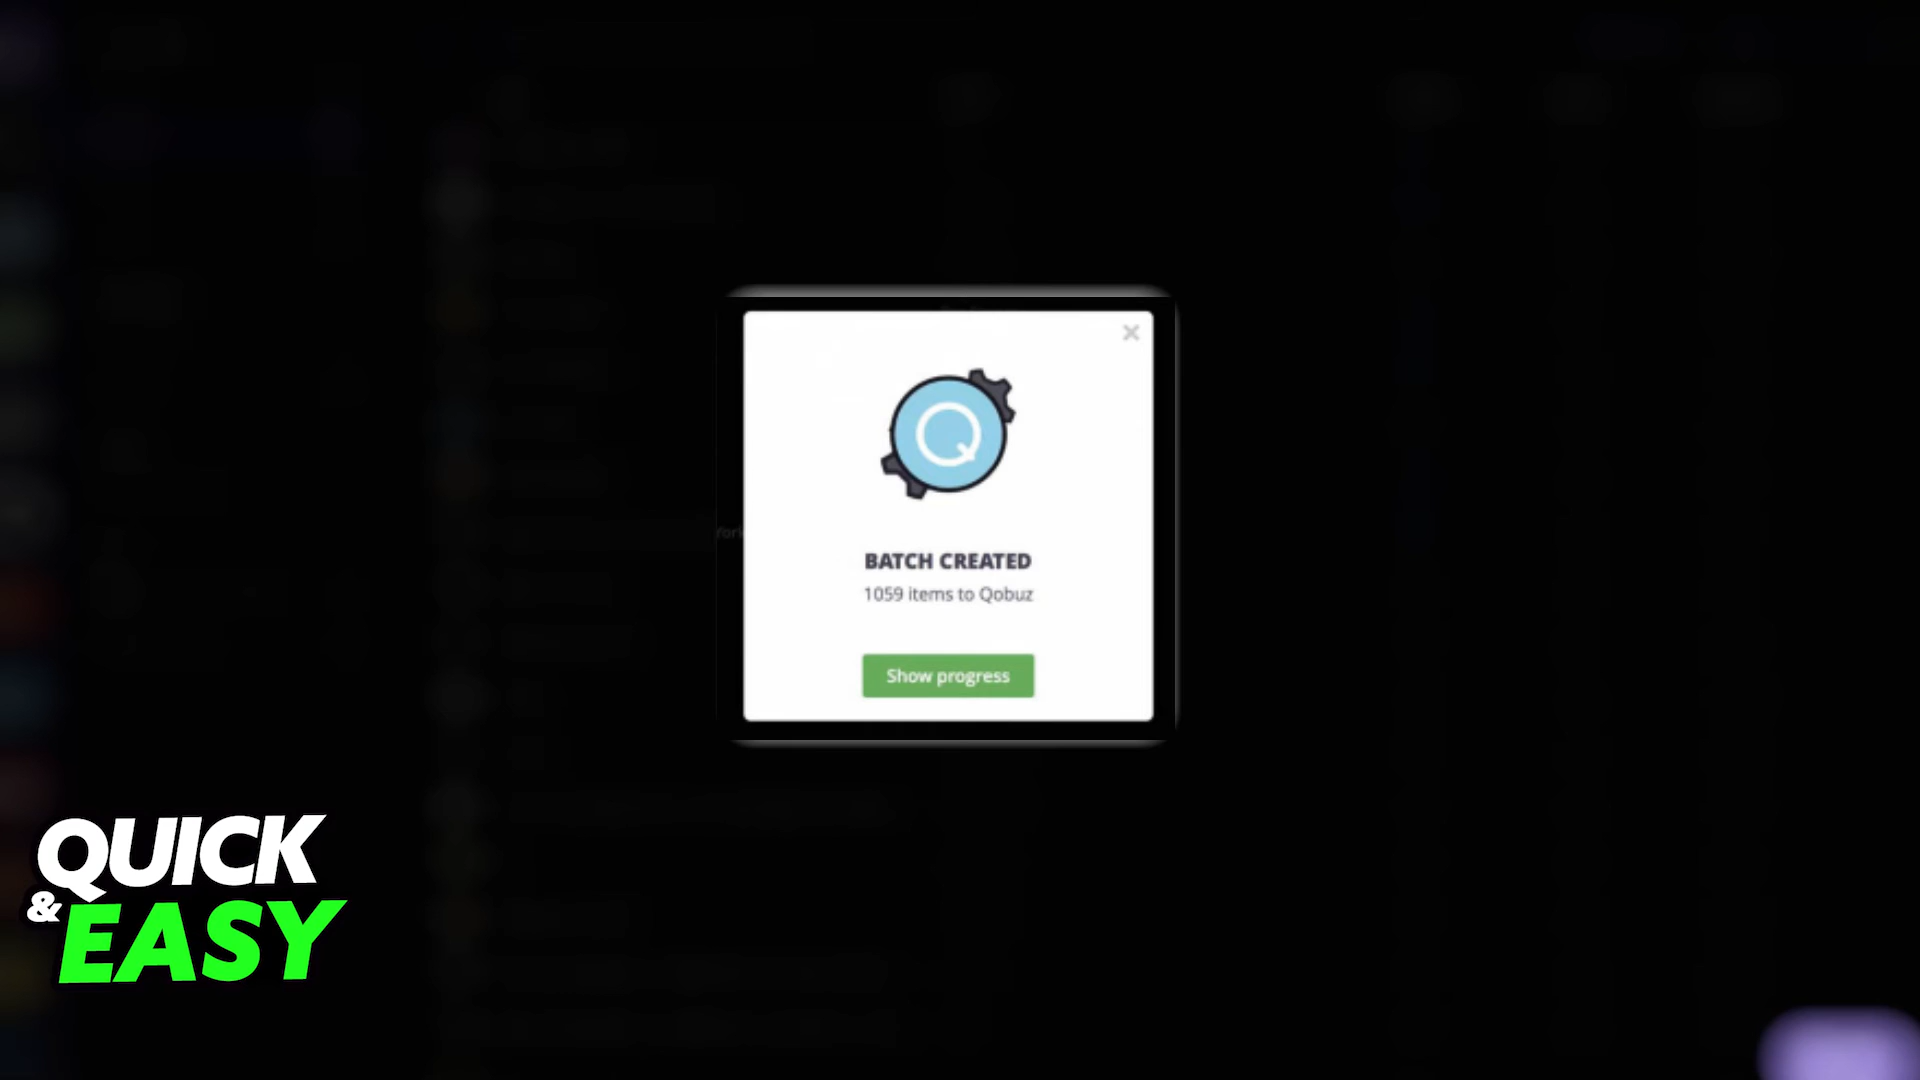 BATCH CREATED
1059 items to Qobuz
Show progress
QUICK
& EASY